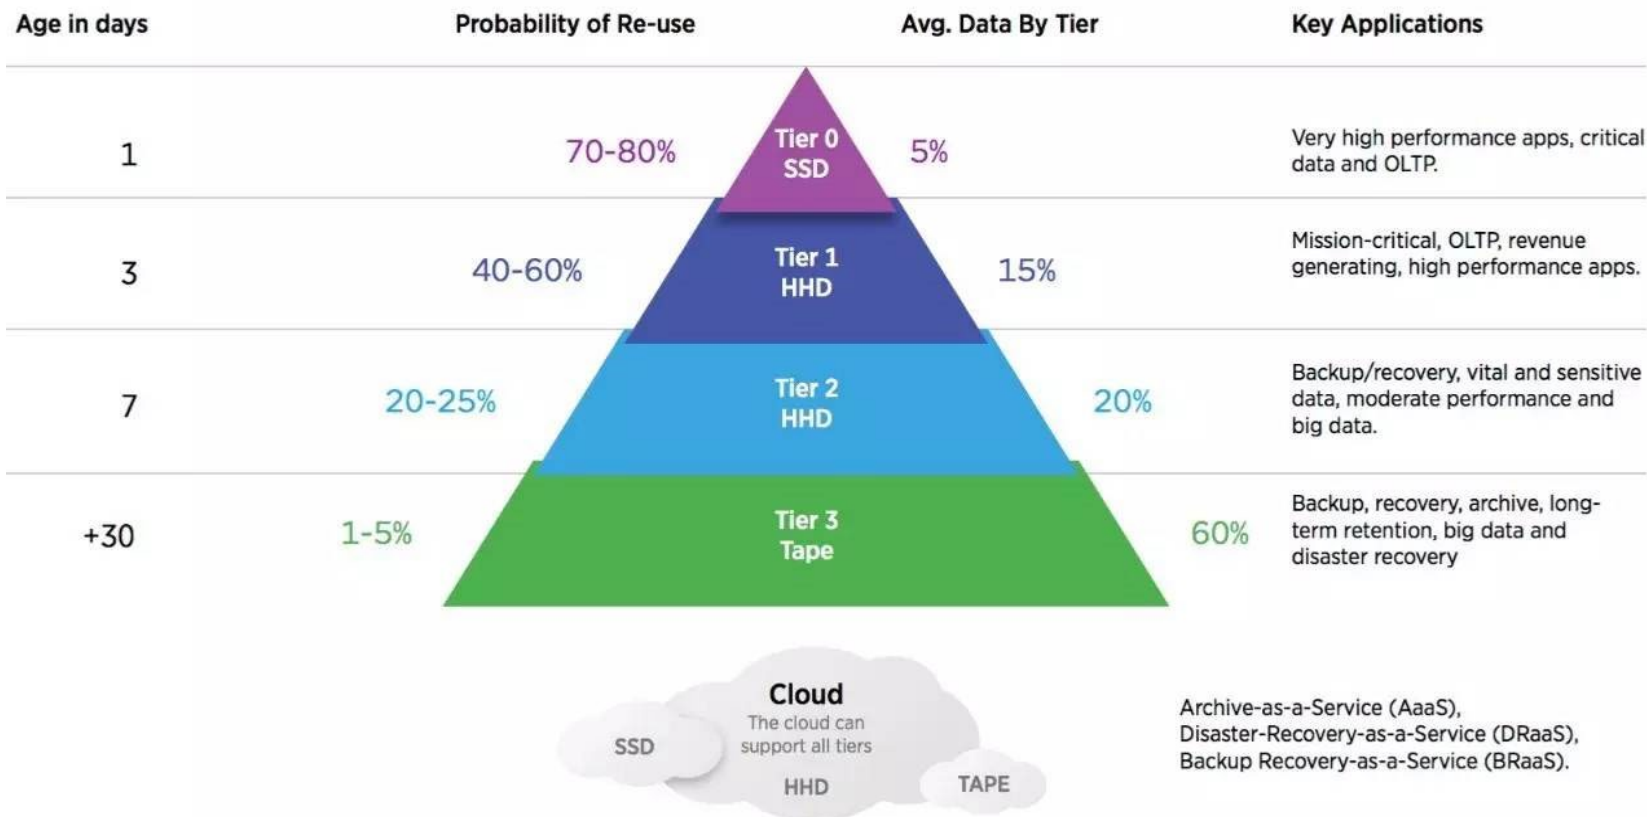 Age in days
Probability of Re-use
Avg. Data By Tier
Key Applications
1
70-80%
Tier 0
SSD
5%
Very high performance apps, critical
data and OLTP.
3
40-60%
Tier 1
HHD
15%
Mission-critical, OLTP, revenue
generating, high performance apps.
7
20-25%
Tier 2
HHD
20%
Backup/recovery, vital and sensitive
data, moderate performance and
big data.
+30
1-5%
Tier 3
Tape
60%
Backup, recovery, archive, long-
term retention, big data and
disaster recovery
Cloud
The cloud can
support all tiers
SSD
HHD
TAPE
Archive-as-a-Service (AaaS),
Disaster-Recovery-as-a-Service (DRaaS),
Backup Recovery-as-a-Service (BRaaS).